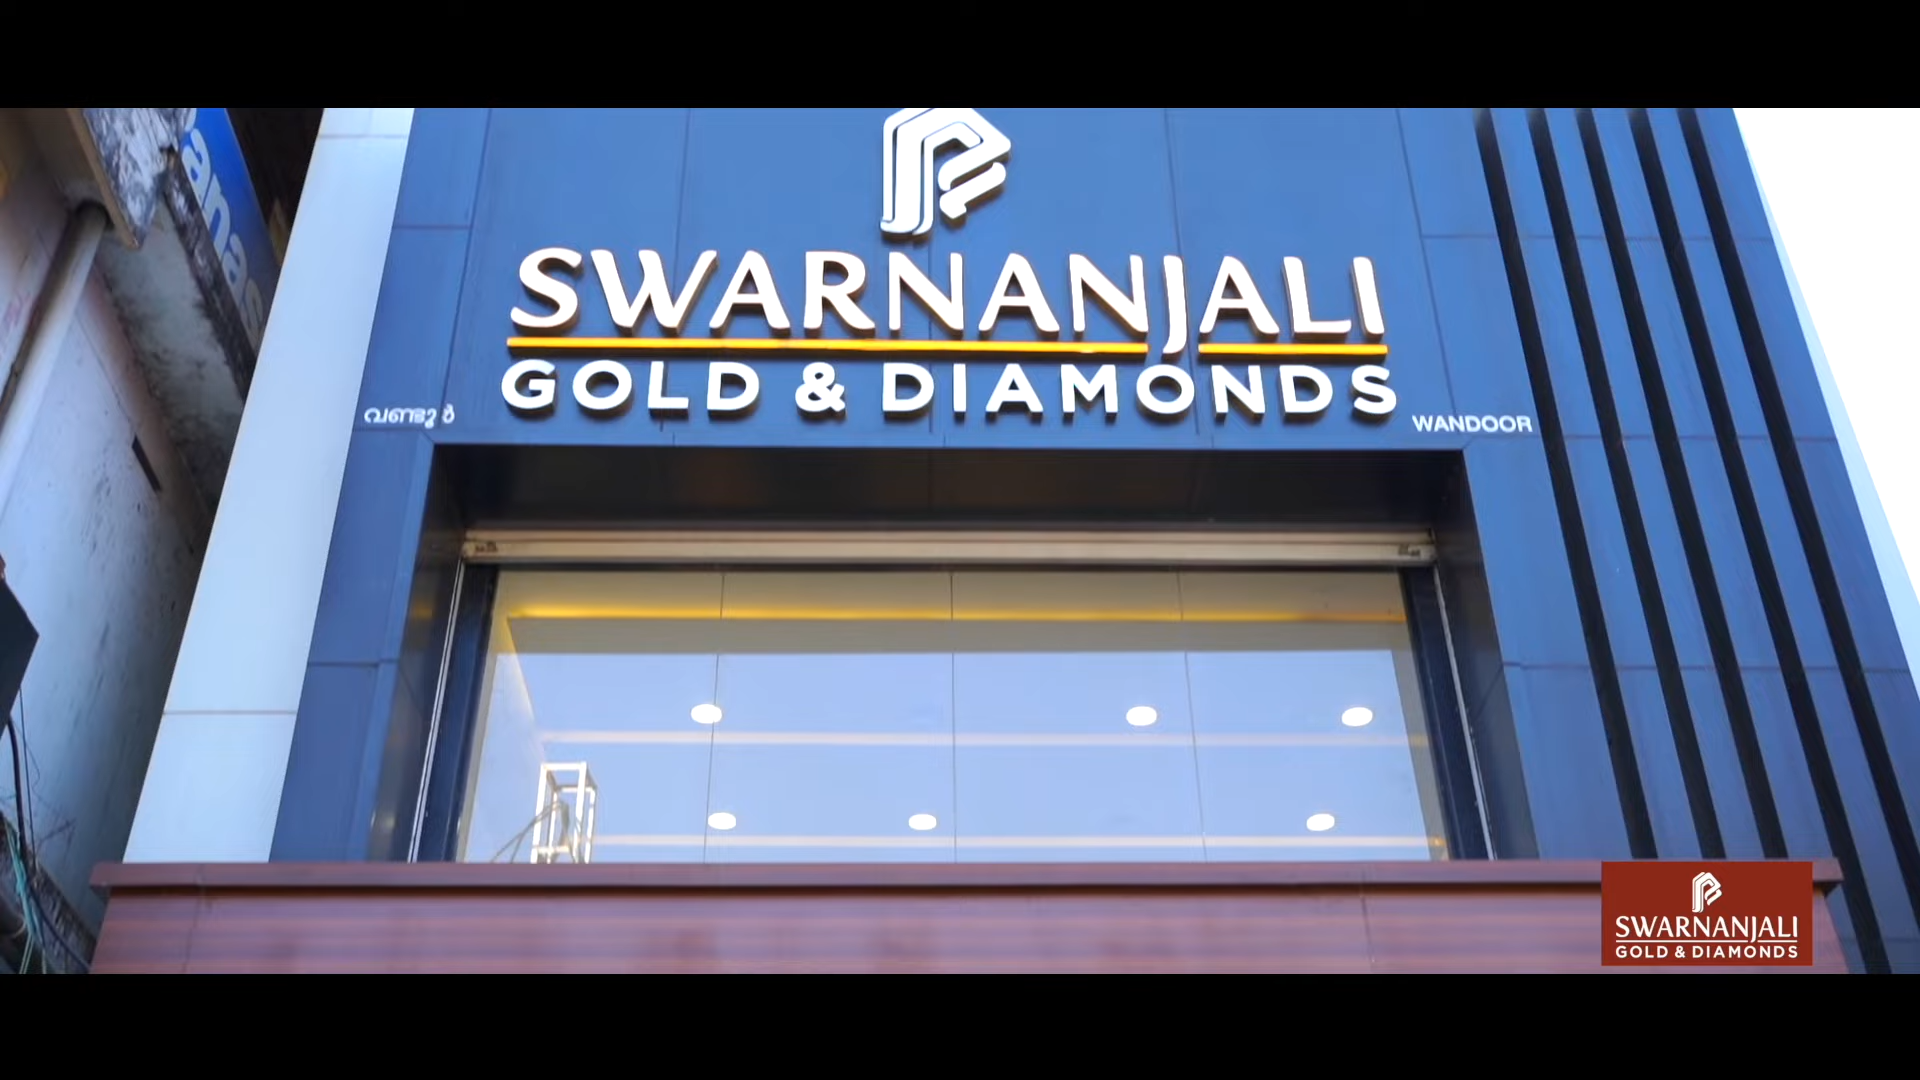 SWARNANJALI
GOLD & DIAMONDS
വണ്ടൂർ
WANDOOR
SWARNANJALI
GOLD & DIAMONDS